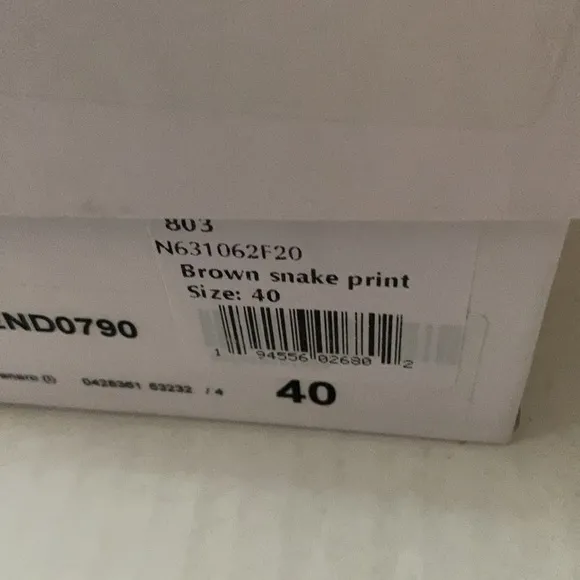 803
N631062F20
Brown snake print
Size: 40
ND0790
1 94556 02680 2
0428361 63232 / 4
40